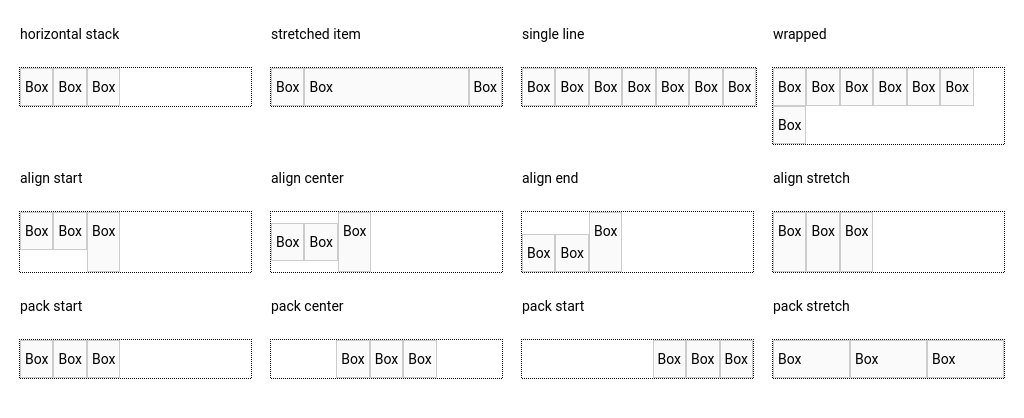 horizontal stack stretched item single line wrapped
Box Box Box Box Box Box Box Box Box Box Box Box Box Box Box Box Box Box Box
Box
align start align center align end align stretch
Box Box Box Box Box Box Box Box Box Box Box Box
pack start pack center pack start pack stretch
Box Box Box Box Box Box Box Box Box Box Box Box